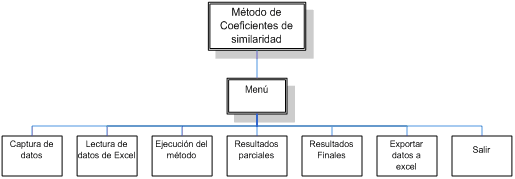 Método de
Coeficientes de
similaridad
Menú
Captura de
datos
Lectura de
datos de Excel
Ejecución del
método
Resultados
parciales
Resultados
Finales
Exportar
datos a
excel
Salir